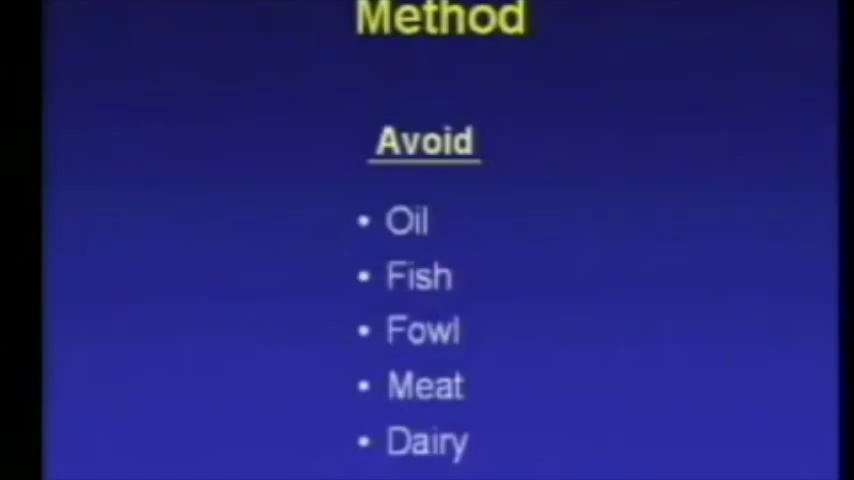 Method
Avoid
• Oil
• Fish
• Fowl
• Meat
• Dairy